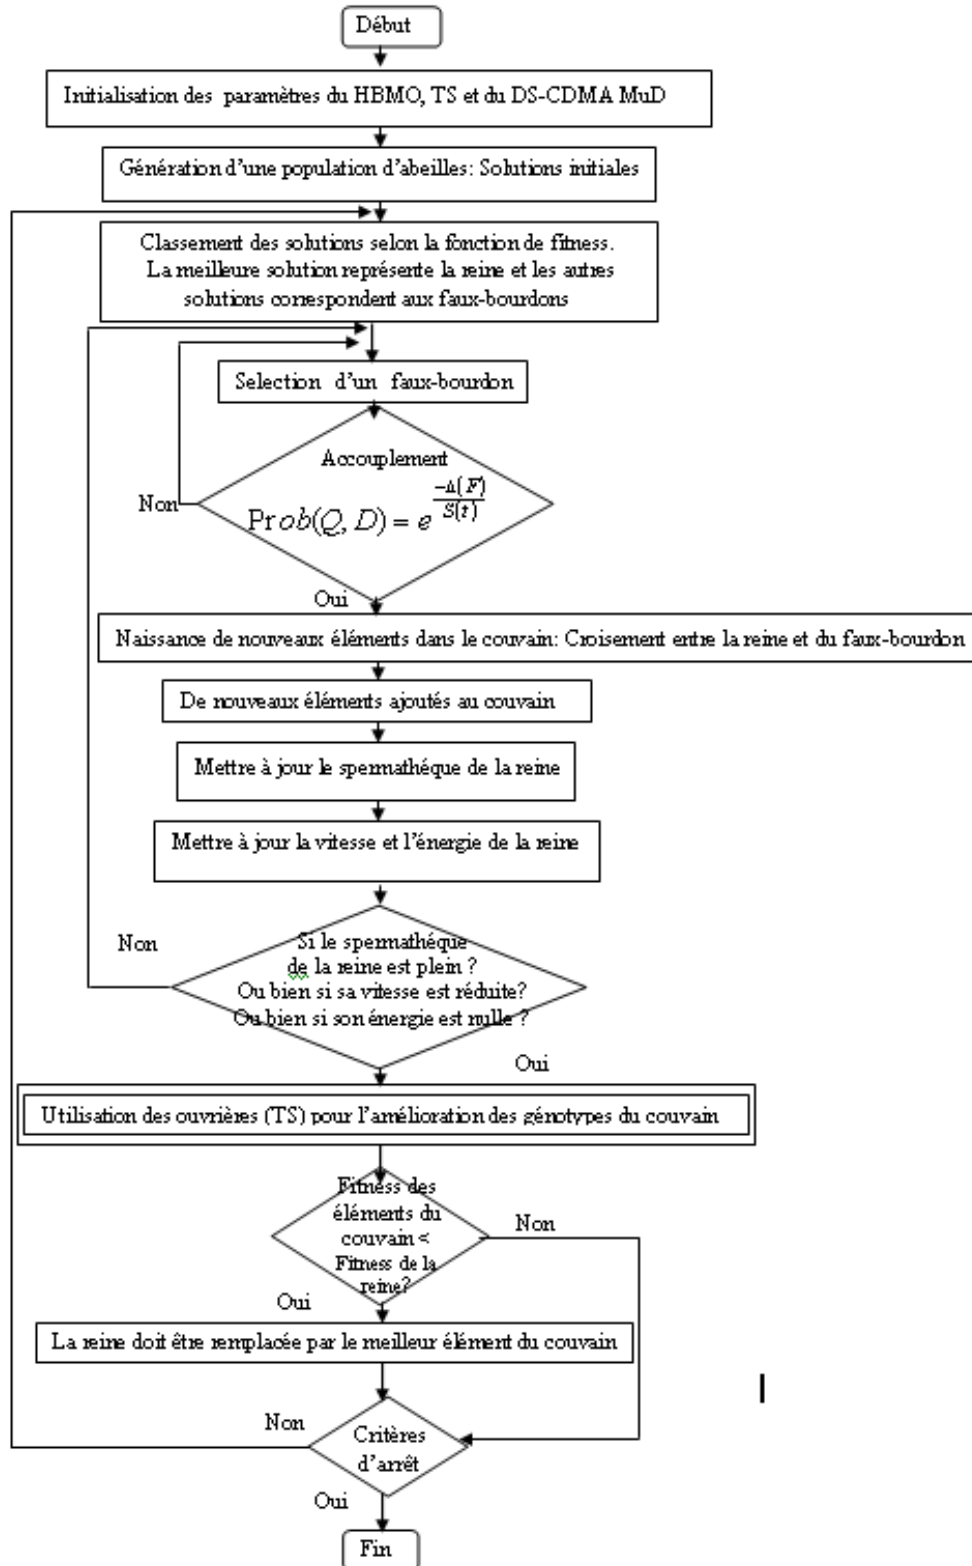 Début
Initialisation des paramètres du HBMO, TS et du DS-CDMA MuD
Génération d'une population d'abeilles: Solutions initiales
Classement des solutions selon la fonction de fitness.
La meilleure solution représente la reine et les autres
solutions correspondent aux faux-bourdons
Selection d'un faux-bourdon
Accouplement
Non
Prob(Q, D) = e^{\frac{-Δ(F)}{S(t)}}
Oui
Naissance de nouveaux éléments dans le couvain: Croisement entre la reine et du faux-bourdon
De nouveaux éléments ajoutés au couvain
Mettre à jour le spermathéque de la reine
Mettre à jour la vitesse et l'énergie de la reine
Non
Si le spermathéque
de la reine est plein ?
Ou bien si sa vitesse est réduite?
Ou bien si son énergie est nulle ?
Oui
Utilisation des ouvrières (TS) pour l'amélioration des génotypes du couvain
Fitness des
éléments du
couvain <
Fitness de la
reine?
Non
Oui
La reine doit être remplacée par le meilleur élément du couvain
Non
Critères
d'arrêt
Oui
Fin